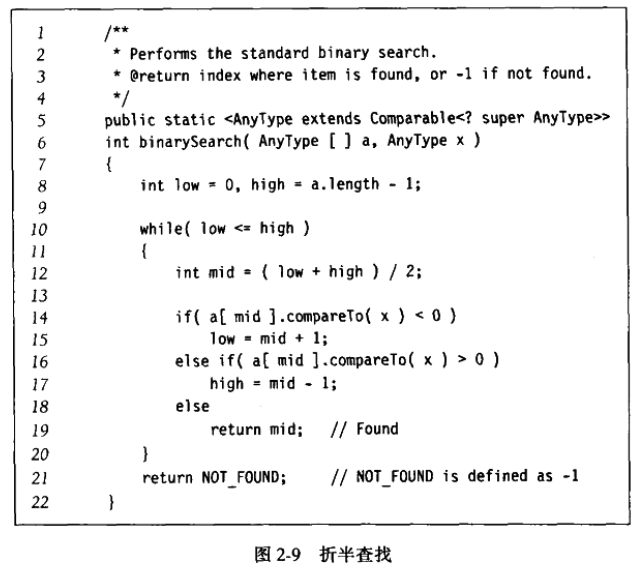 1 /**
2 * Performs the standard binary search.
3 * @return index where item is found, or -1 if not found.
4 */
5 public static <AnyType extends Comparable<? super AnyType>>
6 int binarySearch( AnyType [ ] a, AnyType x )
7 {
8 int low = 0, high = a.length - 1;
9
10 while( low <= high )
11 {
12 int mid = ( low + high ) / 2;
13
14 if( a[ mid ].compareTo( x ) < 0 )
15 low = mid + 1;
16 else if( a[ mid ].compareTo( x ) > 0 )
17 high = mid - 1;
18 else
19 return mid; // Found
20 }
21 return NOT_FOUND; // NOT_FOUND is defined as -1
22 }
图 2-9 折半查找